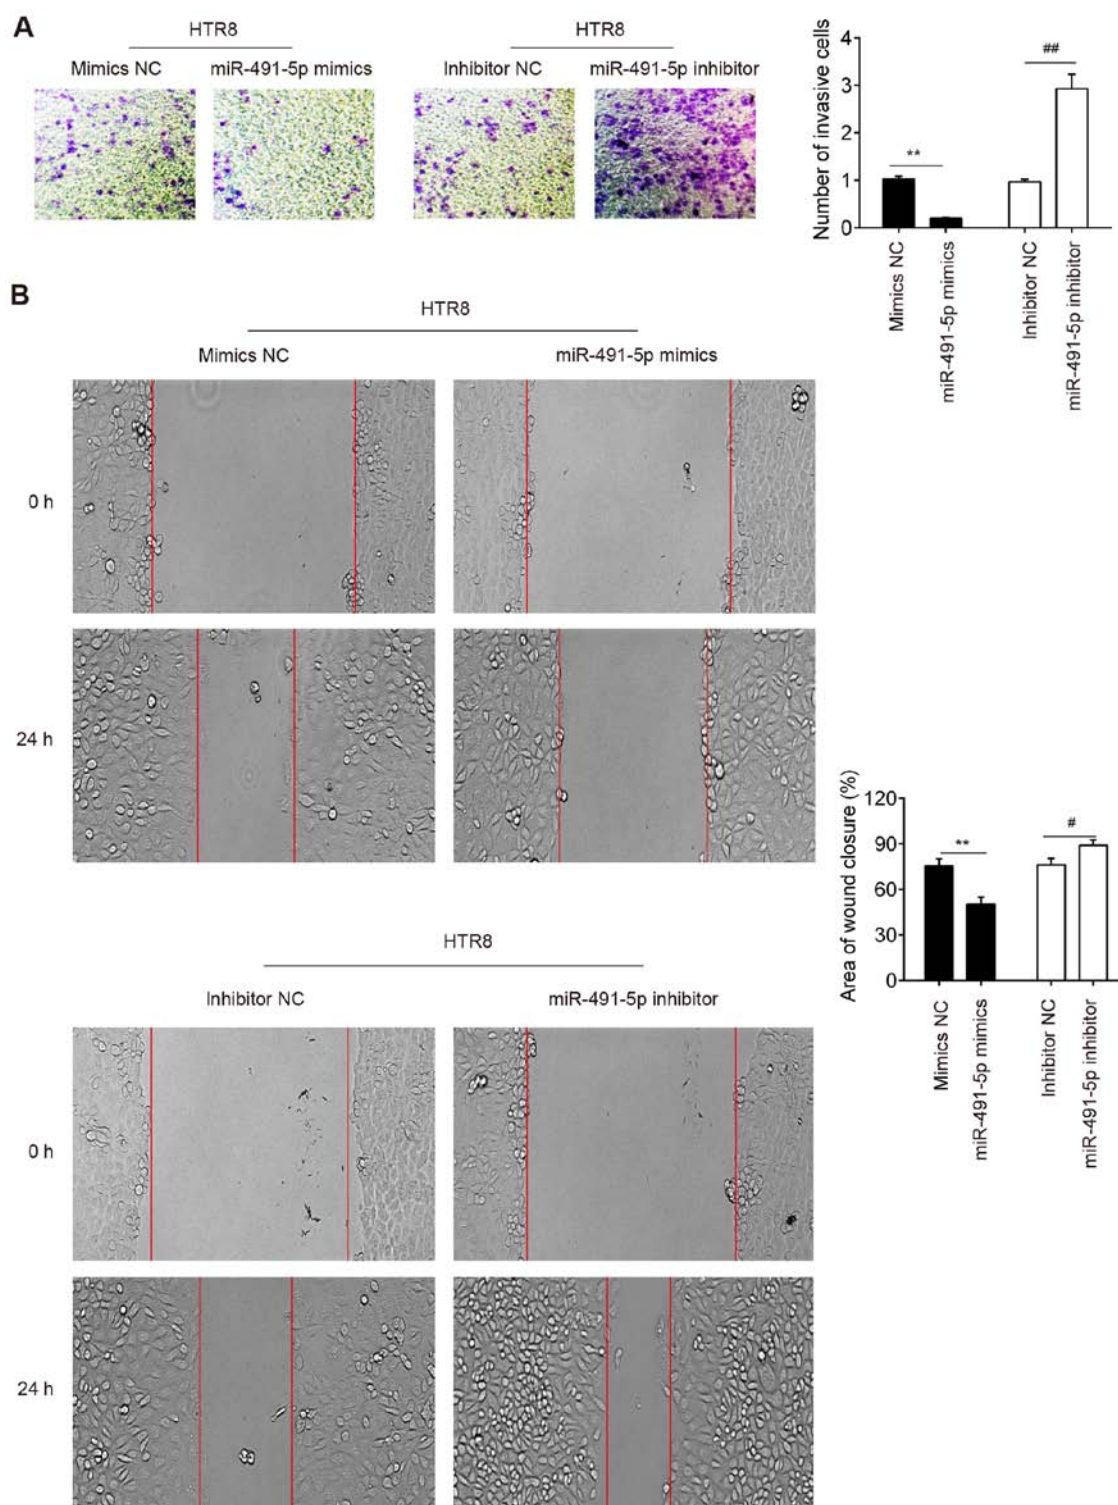 A
HTR8
Mimics NC miR-491-5p mimics
HTR8
Inhibitor NC miR-491-5p inhibitor
Number of invasive cells
4
3
2
1
0
**
##
Mimics NC
miR-491-5p mimics
Inhibitor NC
miR-491-5p inhibitor
B
HTR8
Mimics NC miR-491-5p mimics
0 h
24 h
Area of wound closure (%)
120
90
60
30
0
**
#
Mimics NC
miR-491-5p mimics
Inhibitor NC
miR-491-5p inhibitor
HTR8
Inhibitor NC miR-491-5p inhibitor
0 h
24 h